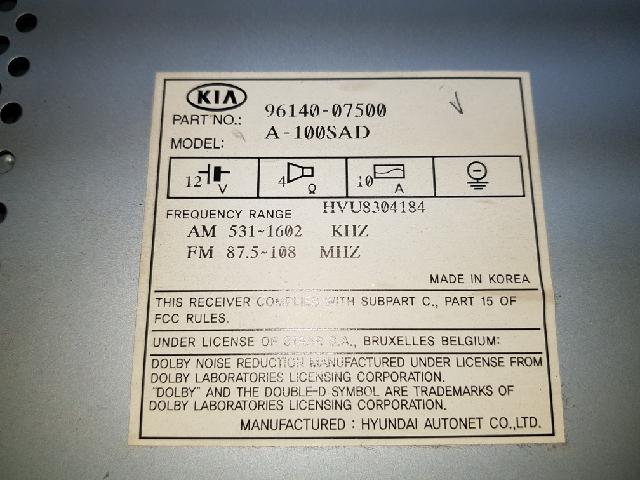 KIA
PART NO.: 96140-07500
MODEL: A-100SAD
12 V 4 Ω 10 A
HVU8304184
FREQUENCY RANGE
AM 531~1602 KHZ
FM 87.5~108 MHZ
MADE IN KOREA
THIS RECEIVER COMPLIES WITH SUBPART C., PART 15 OF
FCC RULES.
UNDER LICENSE OF S.A., BRUXELLES BELGIUM:
DOLBY NOISE REDUCTION MANUFACTURED UNDER LICENSE FROM
DOLBY LABORATORIES LICENSING CORPORATION.
"DOLBY" AND THE DOUBLE-D SYMBOL ARE TRADEMARKS OF
DOLBY LABORATORIES LICENSING CORPORATION.
MANUFACTURED : HYUNDAI AUTONET CO.,LTD.